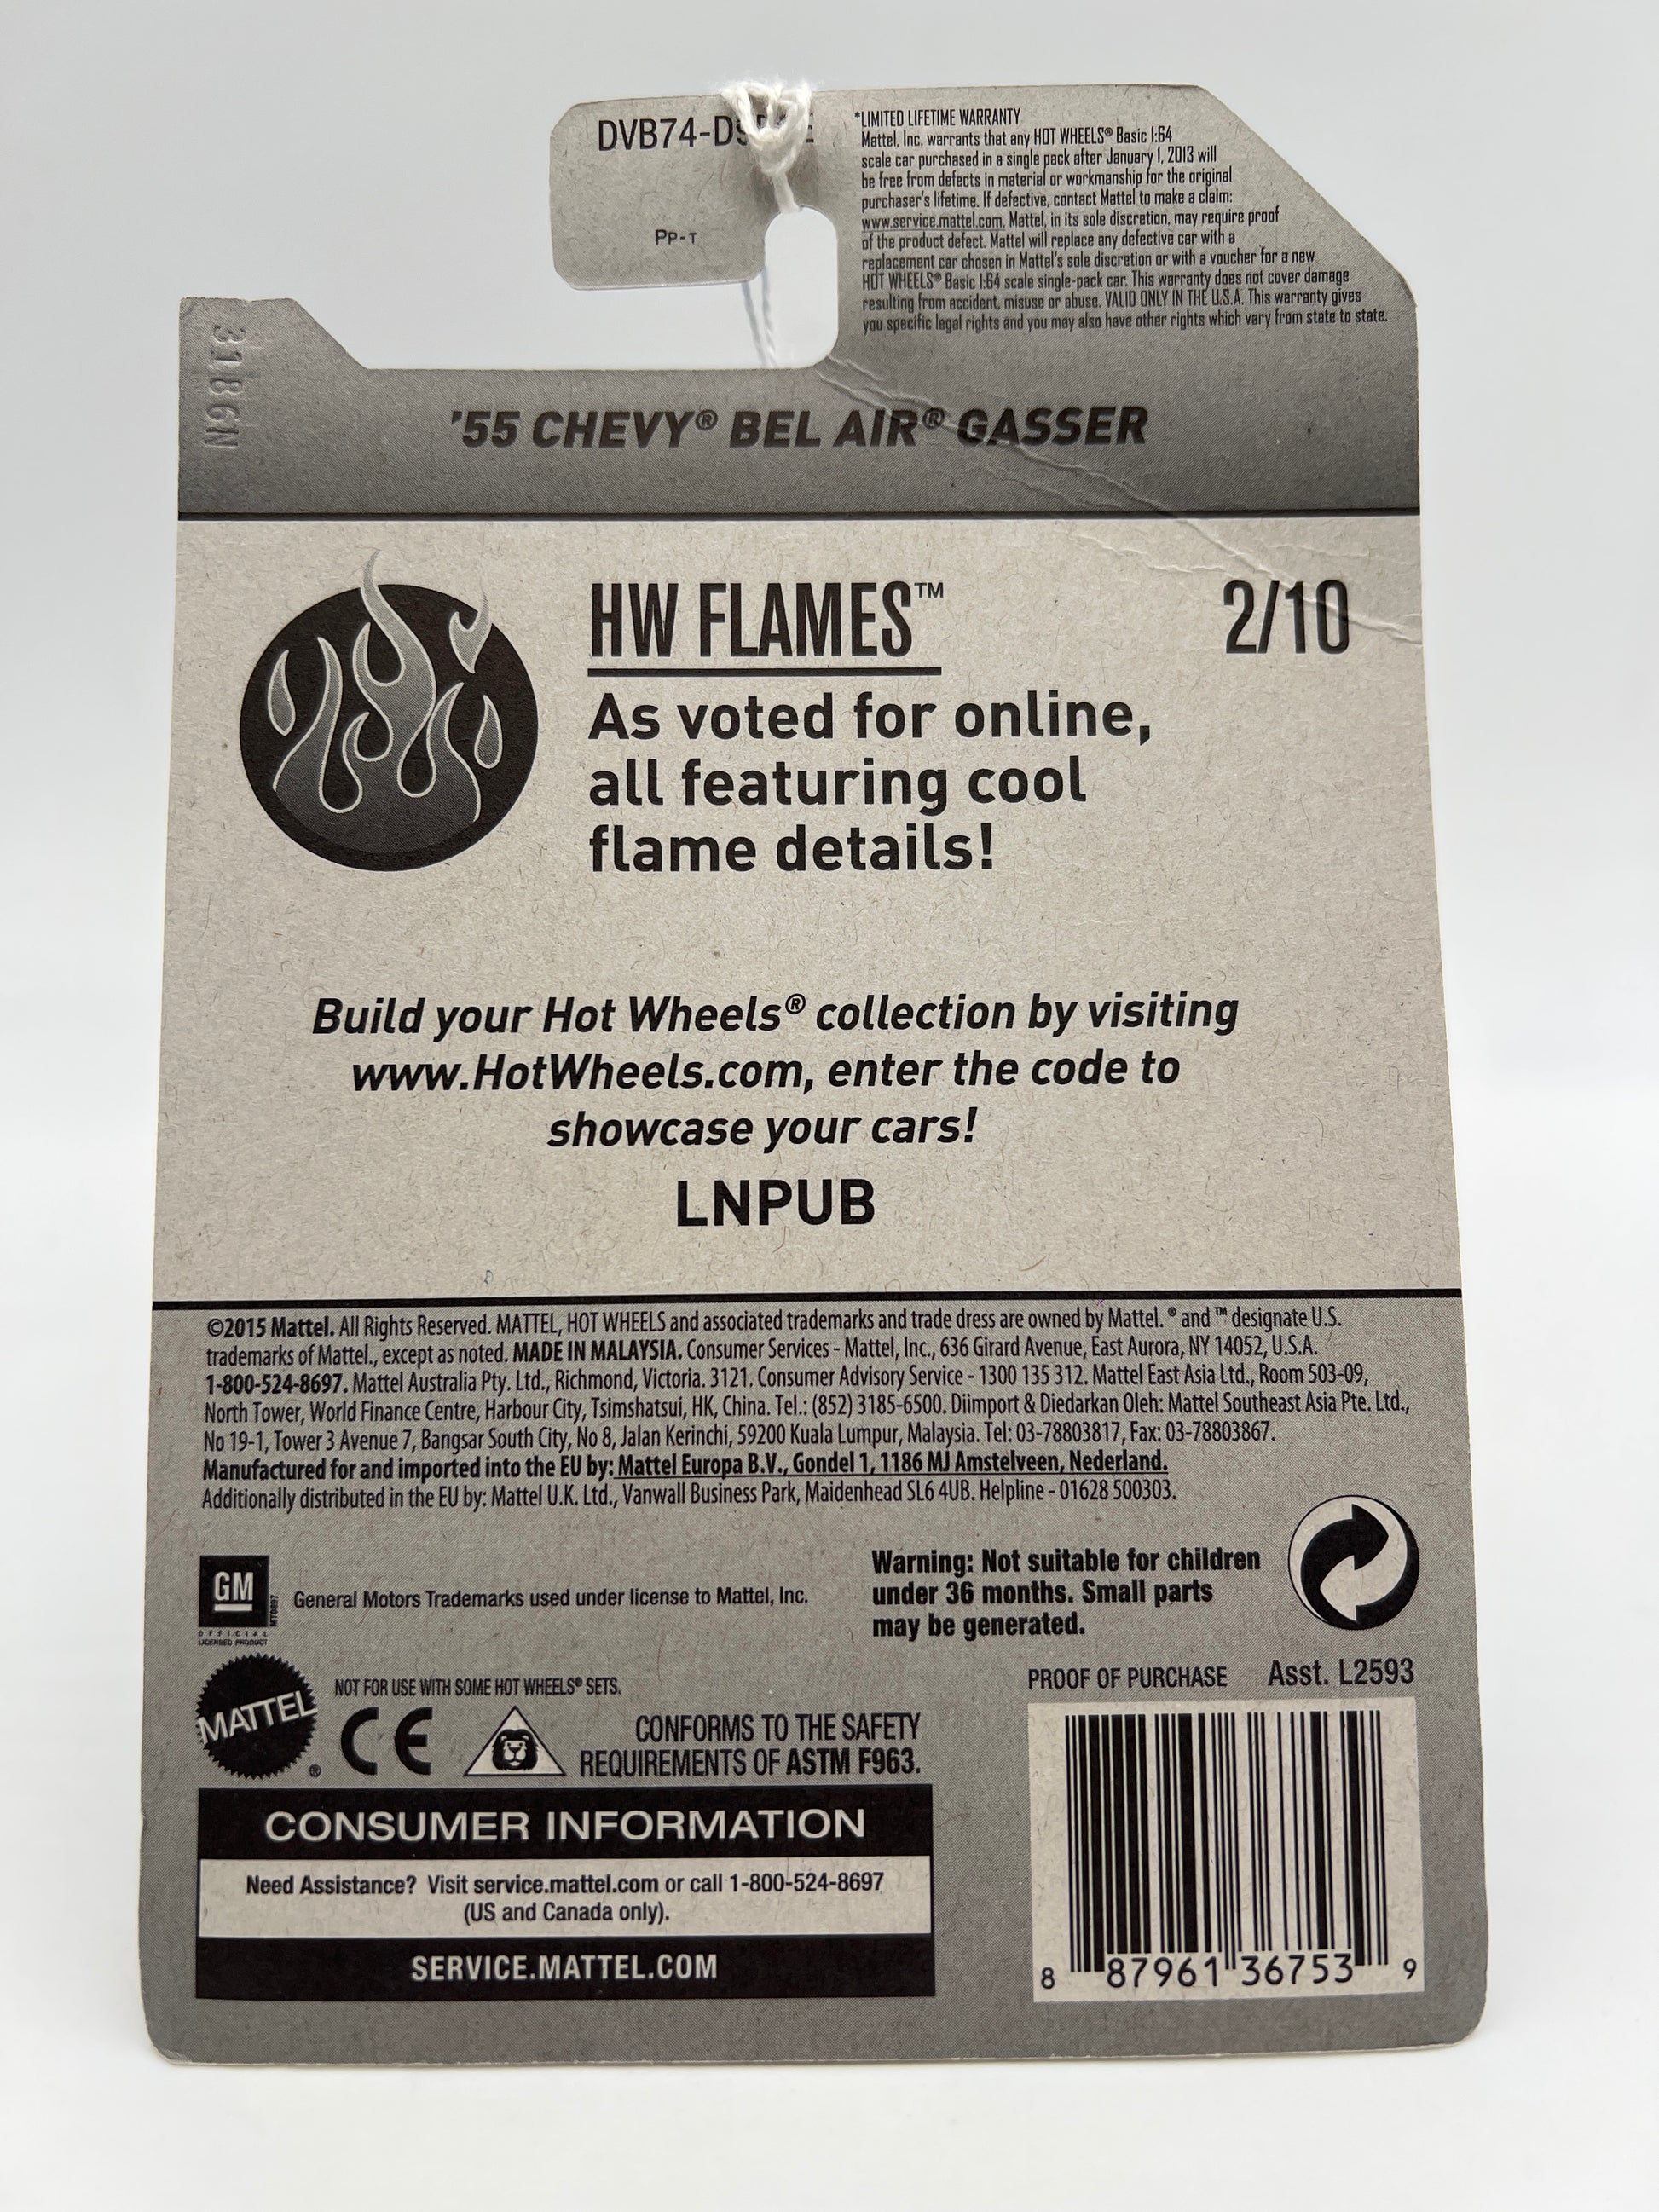 DVB74-D
Pp-T
*LIMITED LIFETIME WARRANTY
Mattel, Inc. warrants that any HOT WHEELS® Basic 1:64
scale car purchased in a single pack after January 1, 2013 will
be free from defects in material or workmanship for the original
purchaser's lifetime. If defective, contact Mattel to make a claim:
www.service.mattel.com. Mattel, in its sole discretion, may require proof
of the product defect. Mattel will replace any defective car with a
replacement car chosen in Mattel's sole discretion or with a voucher for a new
HOT WHEELS® Basic 1:64 scale single-pack car. This warranty does not cover damage
resulting from accident, misuse or abuse. VALID ONLY IN THE U.S.A. This warranty gives
you specific legal rights and you may also have other rights which vary from state to state.
3186N
'55 CHEVY® BEL AIR® GASSER
HW FLAMES™
2/10
As voted for online,
all featuring cool
flame details!
Build your Hot Wheels® collection by visiting
www.HotWheels.com, enter the code to
showcase your cars!
LNPUB
©2015 Mattel. All Rights Reserved. MATTEL, HOT WHEELS and associated trademarks and trade dress are owned by Mattel. ® and ™ designate U.S.
trademarks of Mattel., except as noted. MADE IN MALAYSIA. Consumer Services - Mattel, Inc., 636 Girard Avenue, East Aurora, NY 14052, U.S.A.
1-800-524-8697. Mattel Australia Pty. Ltd., Richmond, Victoria. 3121. Consumer Advisory Service - 1300 135 312. Mattel East Asia Ltd., Room 503-09,
North Tower, World Finance Centre, Harbour City, Tsimshatsui, HK, China. Tel.: (852) 3185-6500. Diimport & Diedarkan Oleh: Mattel Southeast Asia Pte. Ltd.,
No 19-1, Tower 3 Avenue 7, Bangsar South City, No 8, Jalan Kerinchi, 59200 Kuala Lumpur, Malaysia. Tel: 03-78803817, Fax: 03-78803867.
Manufactured for and imported into the EU by: Mattel Europa B.V., Gondel 1, 1186 MJ Amstelveen, Nederland.
Additionally distributed in the EU by: Mattel U.K. Ltd., Vanwall Business Park, Maidenhead SL6 4UB. Helpline - 01628 500303.
GM
OFFICIAL
LICENSED PRODUCT
General Motors Trademarks used under license to Mattel, Inc.
Warning: Not suitable for children
under 36 months. Small parts
may be generated.
MATTEL®
NOT FOR USE WITH SOME HOT WHEELS® SETS.
CE
CONFORMS TO THE SAFETY
REQUIREMENTS OF ASTM F963.
PROOF OF PURCHASE Asst. L2593
CONSUMER INFORMATION
Need Assistance? Visit service.mattel.com or call 1-800-524-8697
(US and Canada only).
SERVICE.MATTEL.COM
8 87961 36753 9